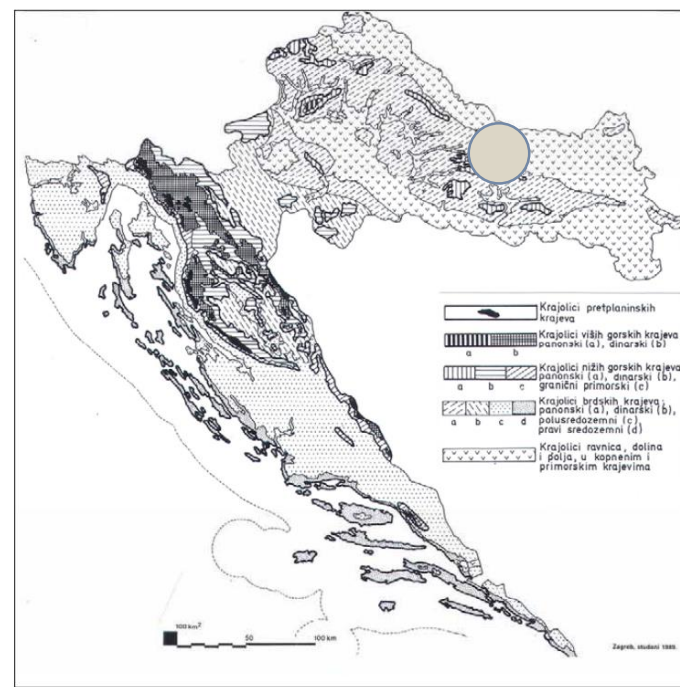 Krajolici pretplaninskih
krajeva
Krajolici viših gorskih krajeva
panonski (a), dinarski (b)
a b
Krajolici nižih gorskih krajeva
panonski (a), dinarski (b),
granični primorski (c)
a b c
Krajolici brdskih krajeva:
panonski (a), dinarski (b),
polusredozemni (c),
pravi sredozemni (d)
a b c d
Krajolici ravnica, dolina
i polja, u kopnenim i
primorskim krajevima
100 km²
50 100 km
Zagreb, studeni